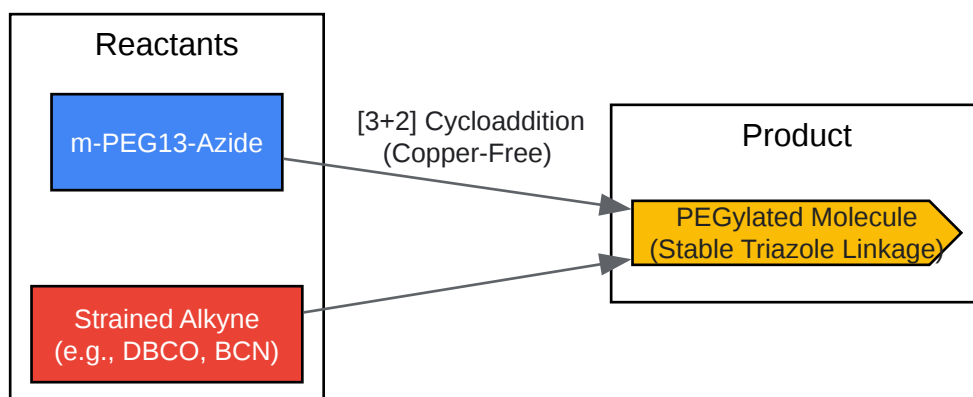 Reactants
m-PEG13-Azide
Strained Alkyne
(e.g., DBCO, BCN)
[3+2] Cycloaddition
(Copper-Free)
Product
PEGylated Molecule
(Stable Triazole Linkage)